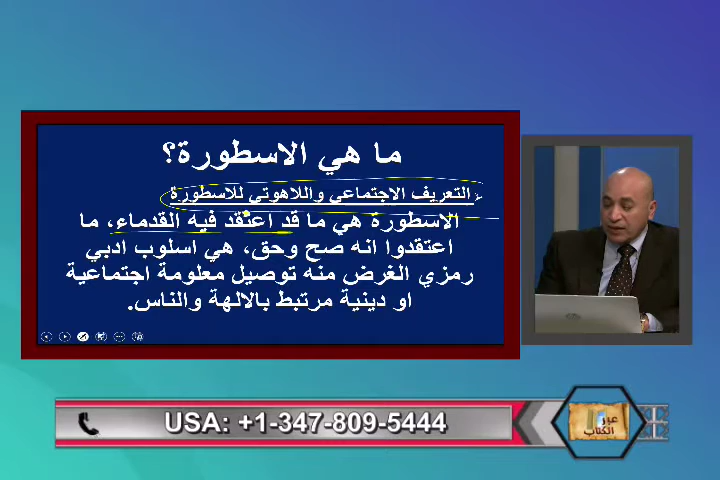 ما هي الاسطورة؟
التعريف الاجتماعي واللاهوتي للاسطورة
الاسطورة هي ما قد اعتقد فيه القدماء، ما
اعتقدوا انه صح وحق، هي اسلوب ادبي
رمزي الغرض منه توصيل معلومة اجتماعية
او دينية مرتبط بالالهة والناس.
USA: +1-347-809-5444
عبر
الكتاب